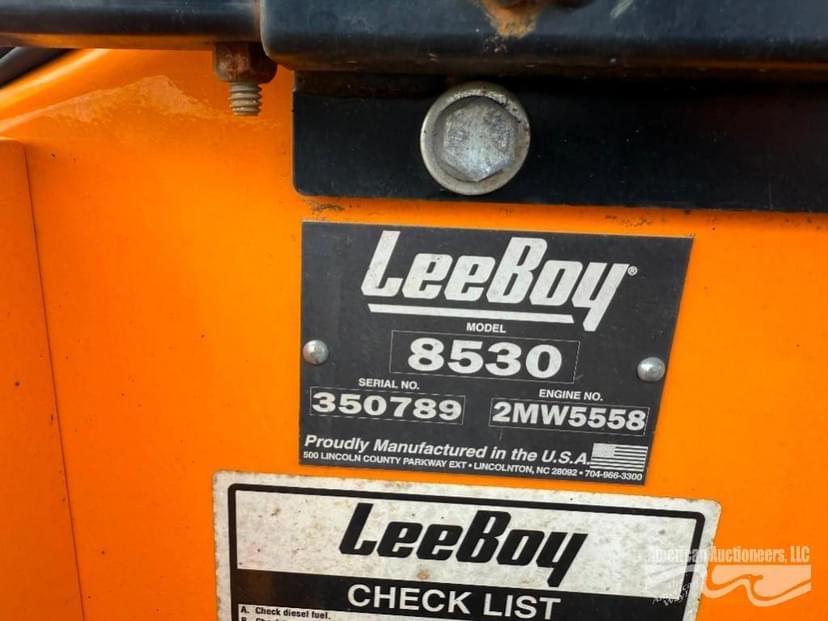 LeeBoy®
MODEL
8530
SERIAL NO.
350789
ENGINE NO.
2MW5558
Proudly Manufactured in the U.S.A.
500 LINCOLN COUNTY PARKWAY EXT • LINCOLNTON, NC 28092 • 704-966-3300
LeeBoy
CHECK LIST
A. Check diesel fuel.
American Auctioneers, LLC